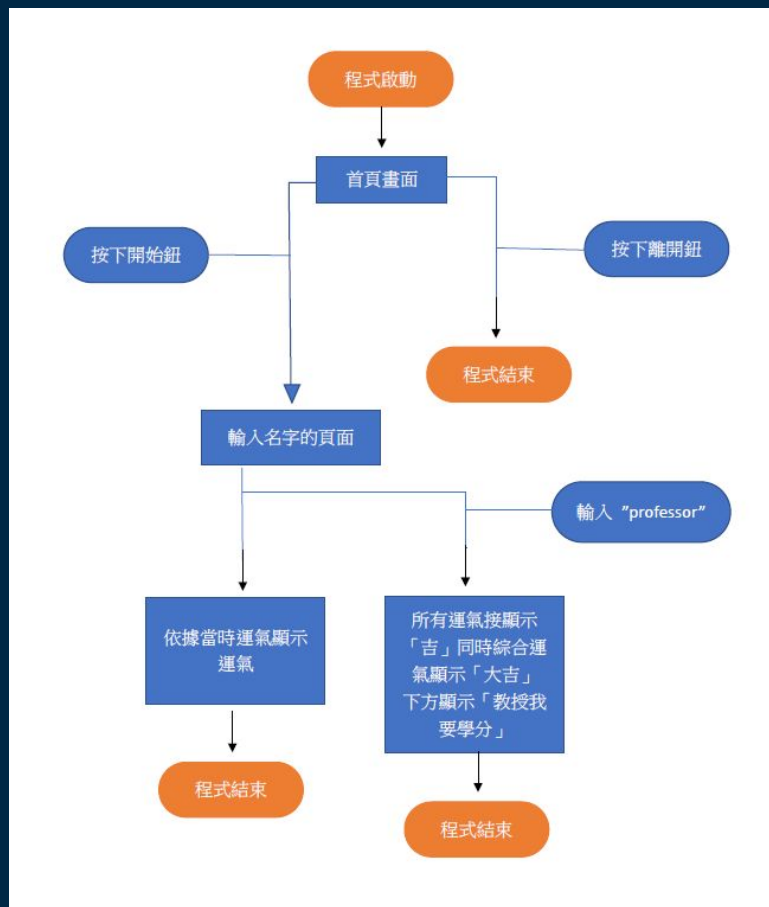 程式啟動
首頁畫面
按下開始鈕
按下離開鈕
程式結束
輸入名字的頁面
輸入 ”professor”
依據當時運氣顯示
運氣
所有運氣接顯示
「吉」同時綜合運
氣顯示「大吉」
下方顯示「教授我
要學分」
程式結束
程式結束